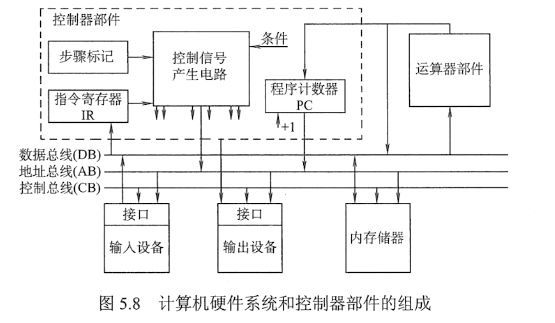 控制器部件
步骤标记
控制信号
产生电路
条件
运算器部件
指令寄存器
IR
程序计数器
PC
+1
数据总线(DB)
地址总线(AB)
控制总线(CB)
接口
输入设备
接口
输出设备
内存储器
图 5.8 计算机硬件系统和控制器部件的组成